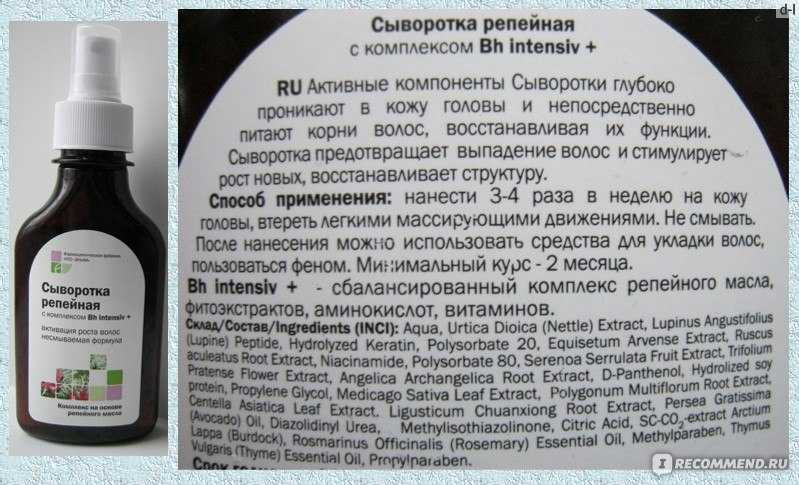 d-l
Сыворотка
репейная
с комплексом Bh intensiv +
активация роста волос
несмываемая формула
Комплекс на основе
репейного масла
Сыворотка репейная
с комплексом Bh intensiv +
RU Активные компоненты Сыворотки глубоко
проникают в кожу головы и непосредственно
питают корни волос, восстанавливая их функции.
Сыворотка предотвращает выпадение волос и стимулирует
рост новых, восстанавливает структуру.
Способ применения: нанести 3-4 раза в неделю на кожу
головы, втереть легкими массирующими движениями. Не смывать.
После нанесения можно использовать средства для укладки волос,
пользоваться феном. Минимальный курс - 2 месяца.
Bh intensiv + - сбалансированный комплекс репейного масла,
фитоэкстрактов, аминокислот, витаминов.
Склад/Состав/Ingredients (INCI): Aqua, Urtica Dioica (Nettle) Extract, Lupinus Angustifolius
(Lupine) Peptide, Hydrolyzed Keratin, Polysorbate 20, Equisetum Arvense Extract, Ruscus
aculeatus Root Extract, Niacinamide, Polysorbate 80, Serenoa Serrulata Fruit Extract, Trifolium
Pratense Flower Extract, Angelica Archangelica Root Extract, D-Panthenol, Hydrolized soy
protein, Propylene Glycol, Medicago Sativa Leaf Extract, Polygonum Multiflorum Root Extract,
Centella Asiatica Leaf Extract. Ligusticum Chuanxiong Root Extract, Persea Gratissima
(Avocado) Oil, Diazolidinyl Urea, Methylisothiazolinone, Citric Acid, SC-CO2-extract Arctium
Lappa (Burdock), Rosmarinus Officinalis (Rosemary) Essential Oil, Methylparaben, Thymus
Vulgaris (Thyme) Essential Oil, Propylparaben.
IRECOMMEND.RU